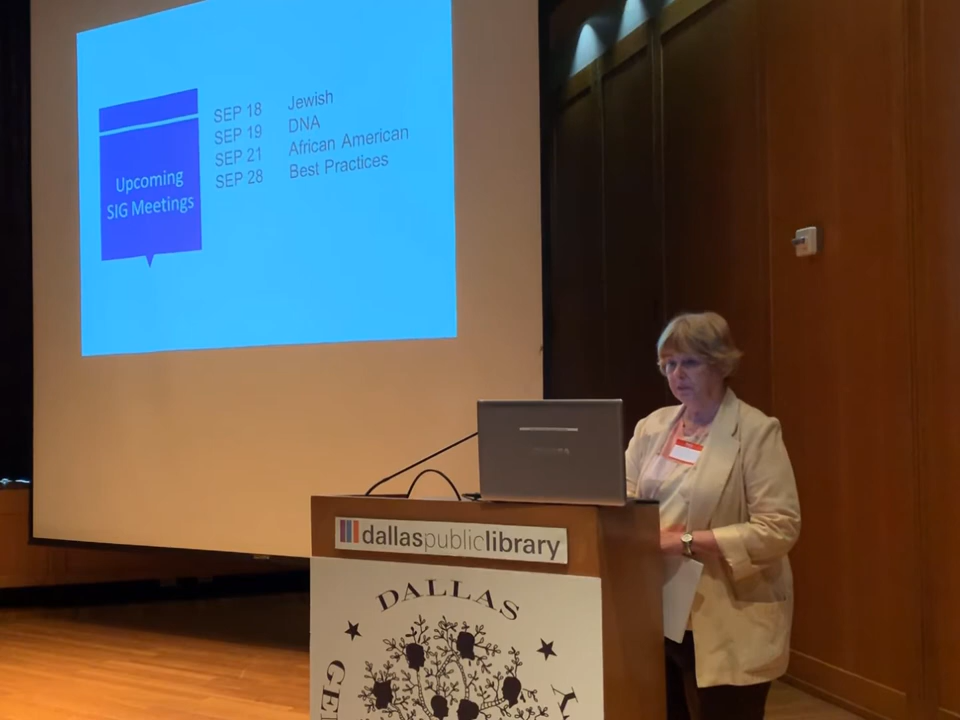 Upcoming
SIG Meetings
SEP 18 Jewish
SEP 19 DNA
SEP 21 African American
SEP 28 Best Practices
dallaspubliclibrary
DALLAS